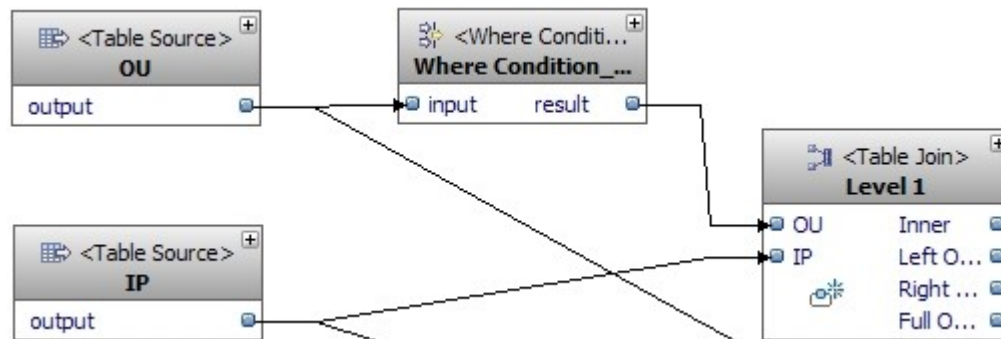 <Table Source>
OU
output
<Where Conditi...
Where Condition_...
input result
<Table Join>
Level 1
OU Inner
IP Left O...
Right ...
Full O...
<Table Source>
IP
output